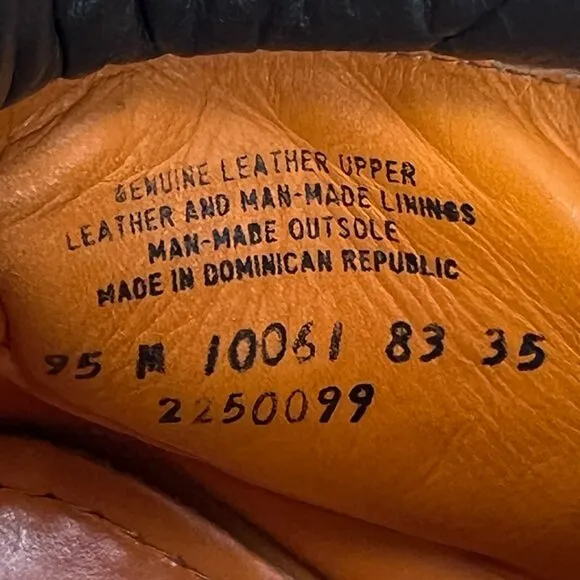 GENUINE LEATHER UPPER
LEATHER AND MAN-MADE LININGS
MAN-MADE OUTSOLE
MADE IN DOMINICAN REPUBLIC
95 M 10061 83 35
2250099